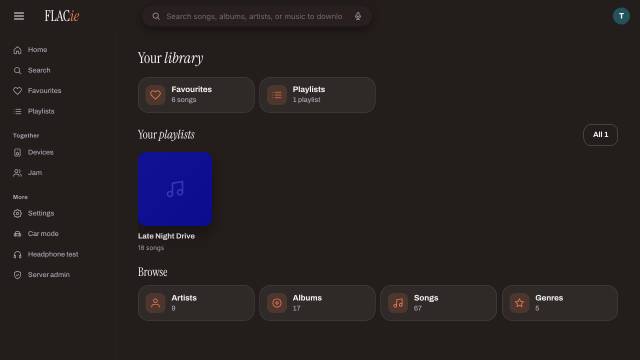 FLACie
Search songs, albums, artists, or music to downlo
T
Home
Search
Favourites
Playlists
Together
Devices
Jam
More
Settings
Car mode
Headphone test
Server admin
Your library
Favourites
6 songs
Playlists
1 playlist
Your playlists
All 1
Late Night Drive
18 songs
Browse
Artists
9
Albums
17
Songs
67
Genres
5